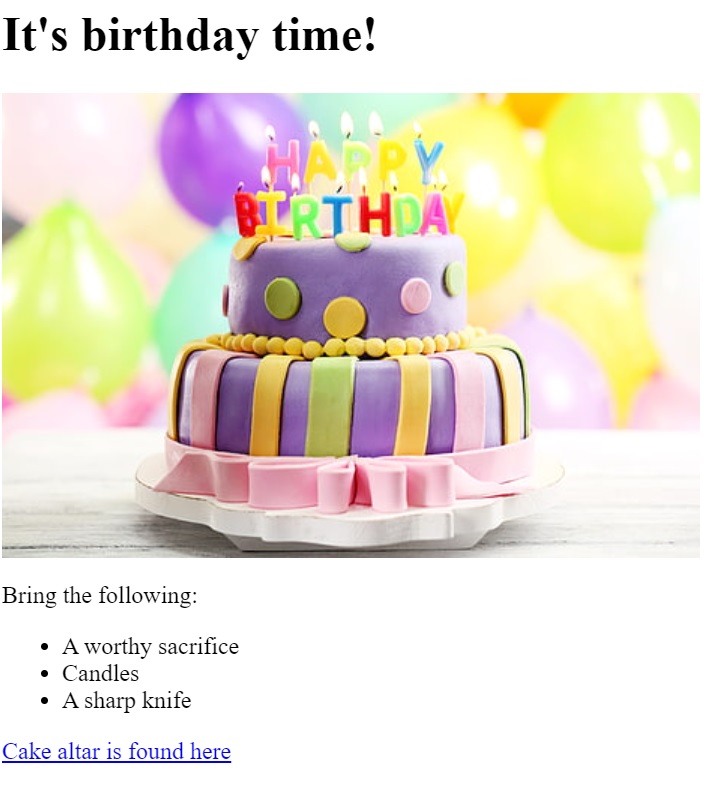 It's birthday time!
HAPPY
BIRTHDAY
Bring the following:
A worthy sacrifice
Candles
A sharp knife
Cake altar is found here